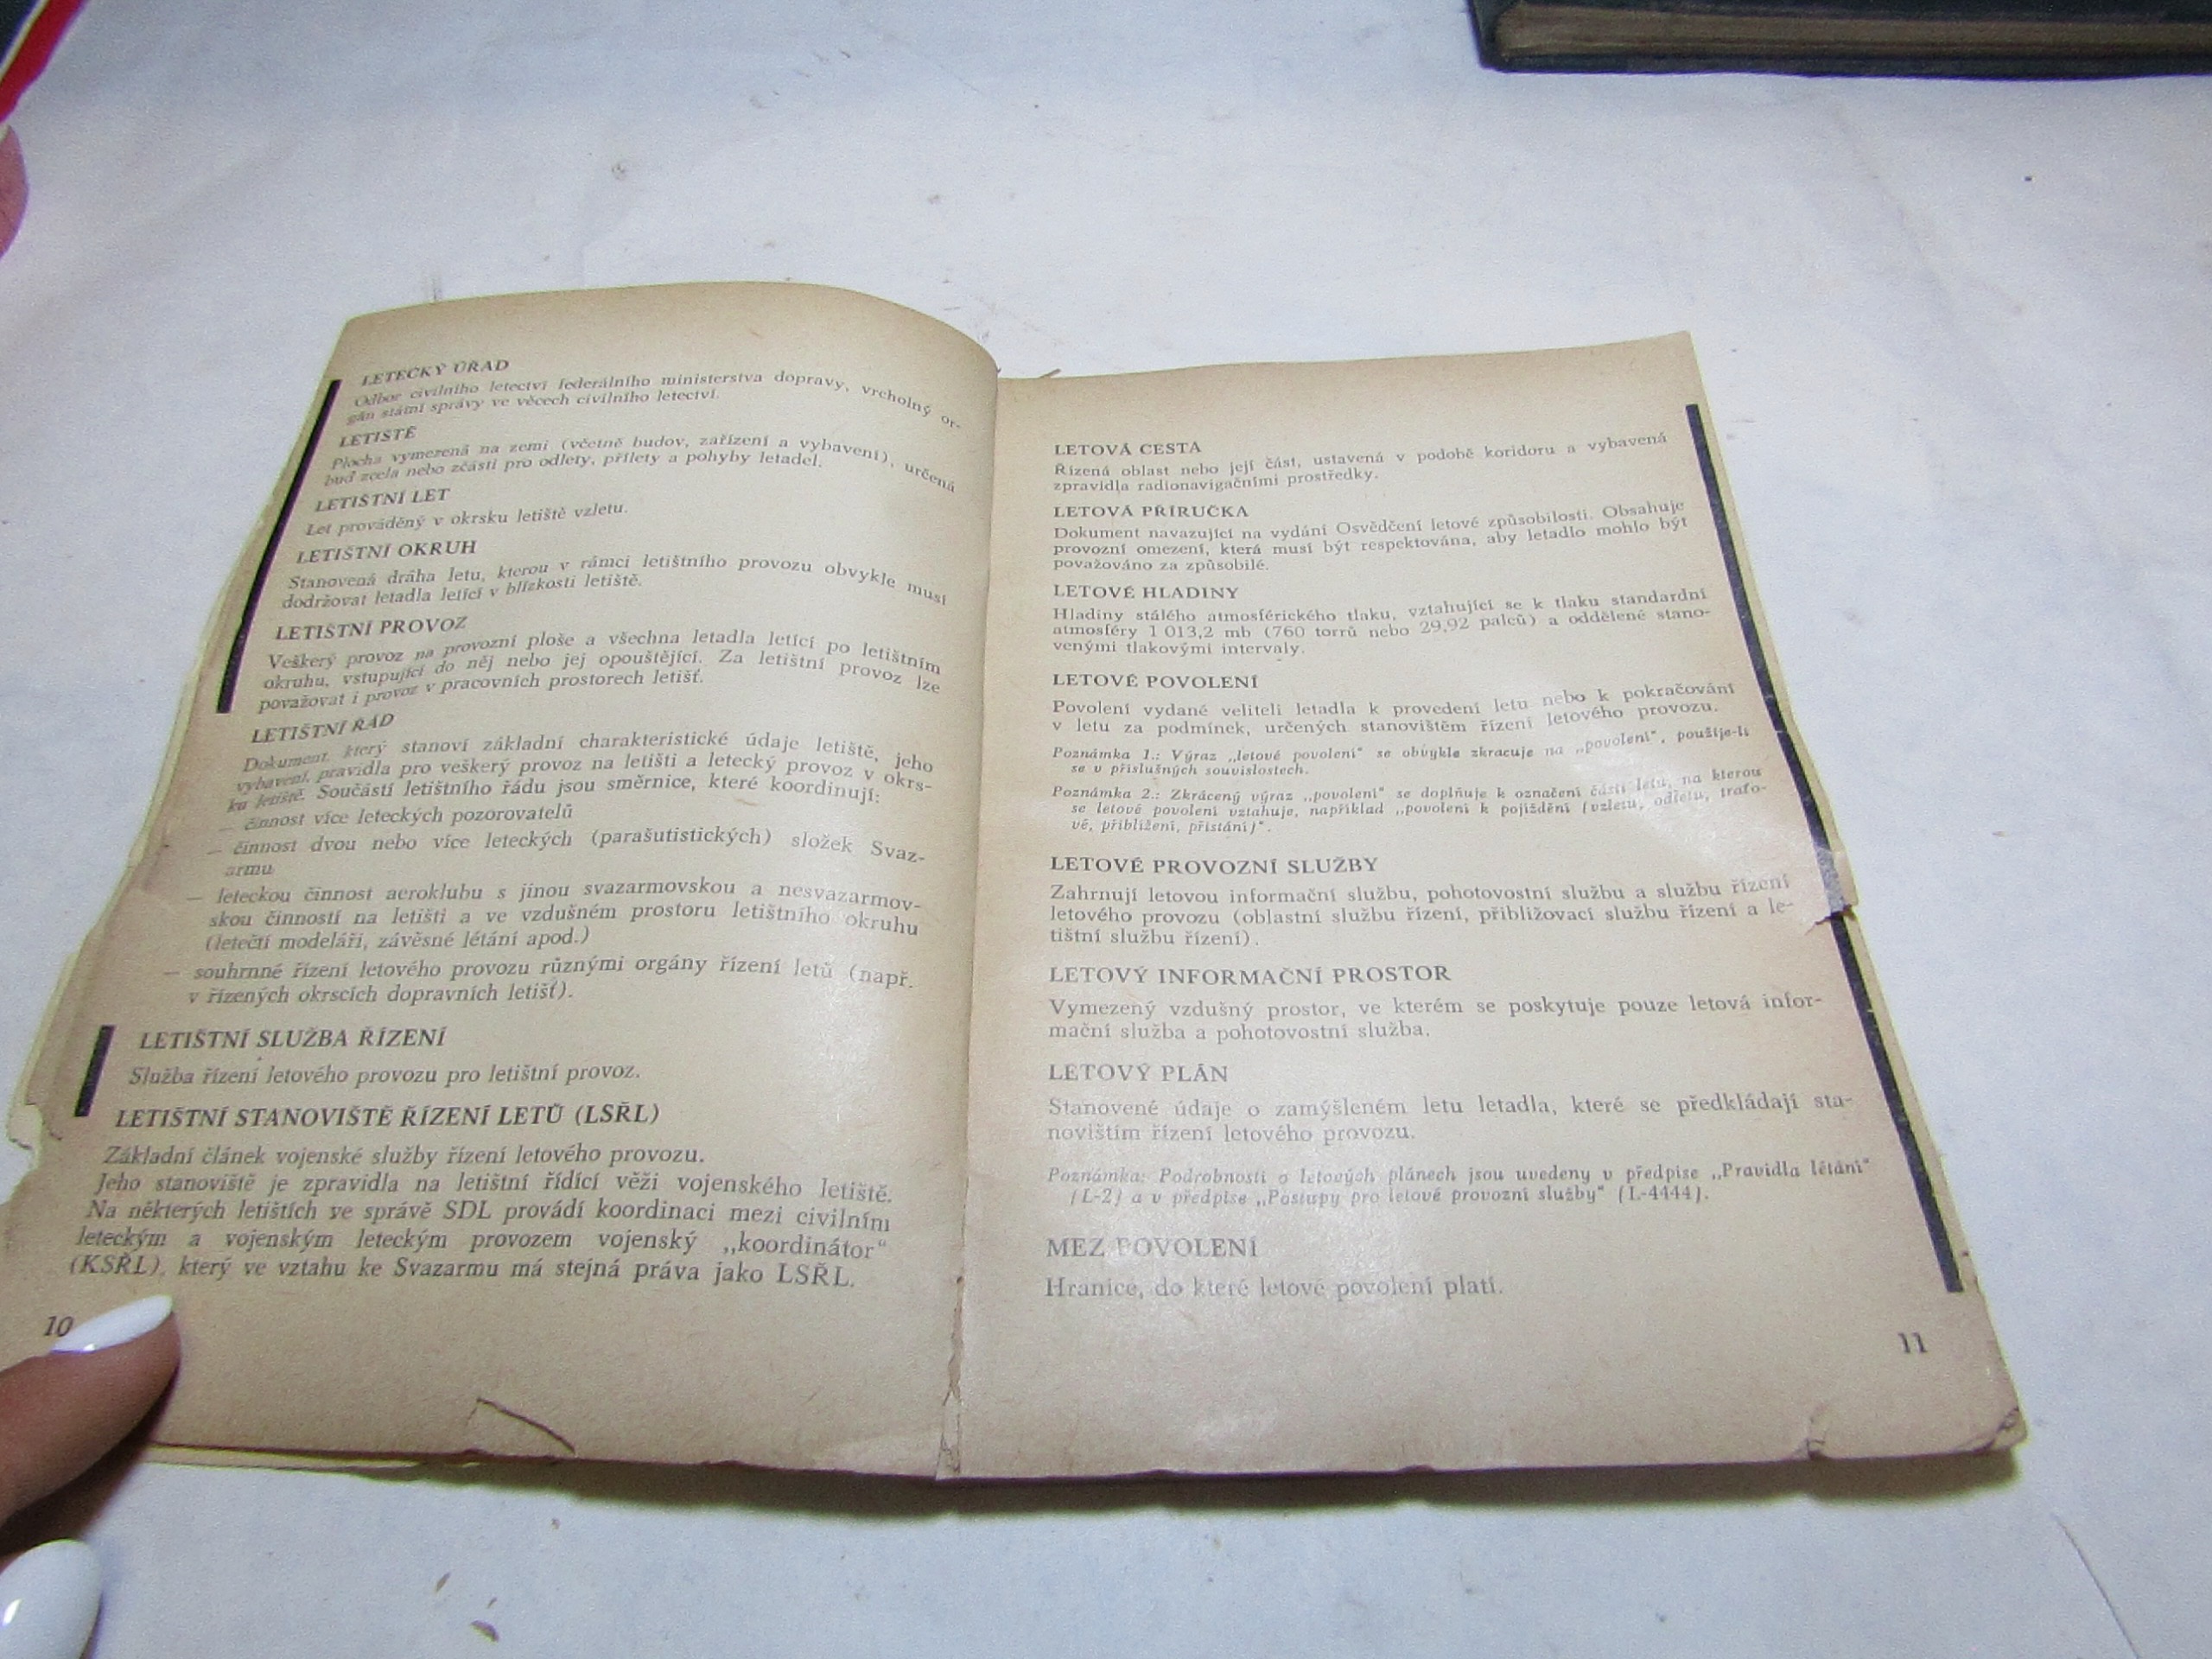 LETECKÝ ÚŘAD
Odbor civilního letectví federálního ministerstva dopravy, vrcholný or-
gán státní správy ve věcech civilního letectví.
LETIŠTĚ
Plocha vymezená na zemi (včetně budov, zařízení a vybavení), určená
buď zcela nebo zčásti pro odlety, přílety a pohyby letadel.
LETIŠTNÍ LET
Let prováděný v okrsku letiště vzletu.
LETIŠTNÍ OKRUH
Stanovená dráha letu, kterou v rámci letištního provozu obvykle musí
dodržovat letadla letící v blízkosti letiště.
LETIŠTNÍ PROVOZ
Veškerý provoz na provozní ploše a všechna letadla letící po letištním
okruhu, vstupující do něj nebo jej opouštějící. Za letištní provoz lze
považovat i provoz v pracovních prostorech letišť.
LETIŠTNÍ ŘÁD
Dokument, který stanoví základní charakteristické údaje letiště, jeho
vybavení, pravidla pro veškerý provoz na letišti a letecký provoz v okrs-
ku letiště. Součástí letištního řádu jsou směrnice, které koordinují:
— činnost více leteckých pozorovatelů
— činnost dvou nebo více leteckých (parašutistických) složek Svaz-
armu
— leteckou činnost aeroklubu s jinou svazarmovskou a nesvazarmov-
skou činností na letišti a ve vzdušném prostoru letištního okruhu
(letečtí modeláři, závěsné létání apod.)
— souhrnné řízení letového provozu různými orgány řízení letů (např.
v řízených okrscích dopravních letišť).
LETIŠTNÍ SLUŽBA ŘÍZENÍ
Služba řízení letového provozu pro letištní provoz.
LETIŠTNÍ STANOVIŠTĚ ŘÍZENÍ LETŮ (LSŘL)
Základní článek vojenské služby řízení letového provozu.
Jeho stanoviště je zpravidla na letištní řídící věži vojenského letiště.
Na některých letištích ve správě SDL provádí koordinaci mezi civilním
leteckým a vojenským leteckým provozem vojenský „koordinátor“
(KSŘL), který ve vztahu ke Svazarmu má stejná práva jako LSŘL.
10
LETOVÁ CESTA
Řízená oblast nebo její část, ustavená v podobě koridoru a vybavená
zpravidla radionavigačními prostředky.
LETOVÁ PŘÍRUČKA
Dokument navazující na vydání Osvědčení letové způsobilosti. Obsahuje
provozní omezení, která musí být respektována, aby letadlo mohlo být
považováno za způsobilé.
LETOVÉ HLADINY
Hladiny stálého atmosférického tlaku, vztahující se k tlaku standardní
atmosféry 1 013,2 mb (760 torrů nebo 29,92 palců) a oddělené stano-
venými tlakovými intervaly.
LETOVÉ POVOLENÍ
Povolení vydané veliteli letadla k provedení letu nebo k pokračování
v letu za podmínek, určených stanovištěm řízení letového provozu.
Poznámka 1.: Výraz „letové povolení“ se obvykle zkracuje na „povolení“, použije-li
se v příslušných souvislostech.
Poznámka 2.: Zkrácený výraz „povolení“ se doplňuje k označení části letu, na kterou
se letové povolení vztahuje, například „povolení k pojíždění (vzletu, odletu, traťo-
vé, přiblížení, přistání)“.
LETOVÉ PROVOZNÍ SLUŽBY
Zahrnují letovou informační službu, pohotovostní službu a službu řízení
letového provozu (oblastní službu řízení, přibližovací službu řízení a le-
tištní službu řízení).
LETOVÝ INFORMAČNÍ PROSTOR
Vymezený vzdušný prostor, ve kterém se poskytuje pouze letová infor-
mační služba a pohotovostní služba.
LETOVÝ PLÁN
Stanovené údaje o zamýšleném letu letadla, které se předkládají sta-
novištím řízení letového provozu.
Poznámka: Podrobnosti o letových plánech jsou uvedeny v předpise „Pravidla létání“
(L-2) a v předpise „Postupy pro letové provozní služby“ (L-4444).
MEZ POVOLENÍ
Hranice, do které letové povolení platí.
11